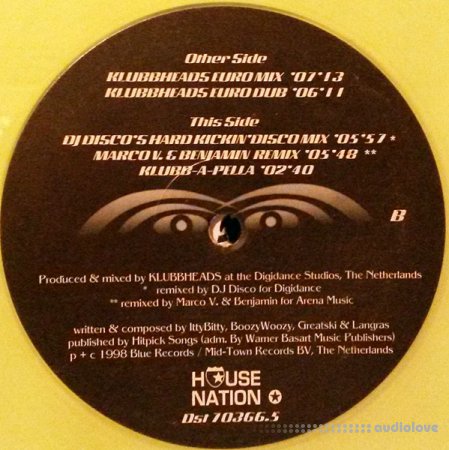 Other Side
KLUBBHEADS EURO MIX *07*13
KLUBBHEADS EURO DUB *06*11
This Side
DJ DISCO*S HARD KICKIN*DISCO MIX *05*57 *
MARCO V. & BENJAMIN REMIX *05*48 **
KLUBB-A-PELLA *02*40
B
Produced & mixed by KLUBBHEADS at the Digidance Studios, The Netherlands
* remixed by DJ Disco for Digidance
** remixed by Marco V. & Benjamin for Arena Music
written & composed by IttyBitty, BoozyWoozy, Greatski & Langras
published by Hitpick Songs (adm. By Warner Basart Music Publishers)
p + c 1998 Blue Records / Mid-Town Records BV, The Netherlands
HOUSE
NATION
Dst 70366.5
audiolove